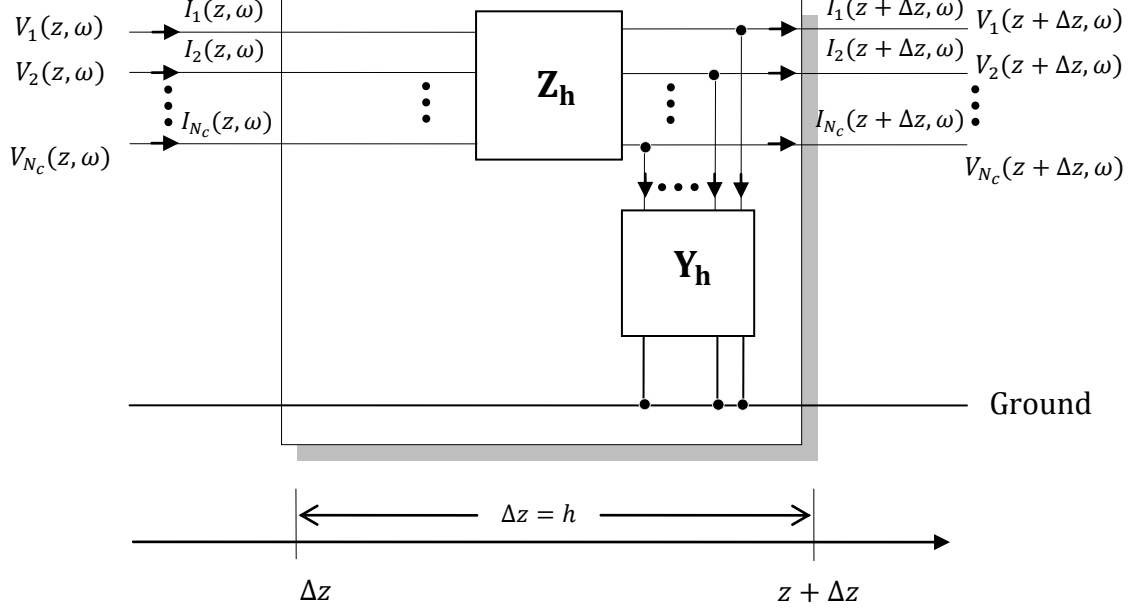 I₁(z, ω)
V₁(z, ω)
I₂(z, ω)
V₂(z, ω)
I_{N_c}(z, ω)
V_{N_c}(z, ω)
Z_h
I₁(z + Δz, ω)
V₁(z + Δz, ω)
I₂(z + Δz, ω)
V₂(z + Δz, ω)
I_{N_c}(z + Δz, ω)
V_{N_c}(z + Δz, ω)
Y_h
Ground
Δz = h
Δz
z + Δz